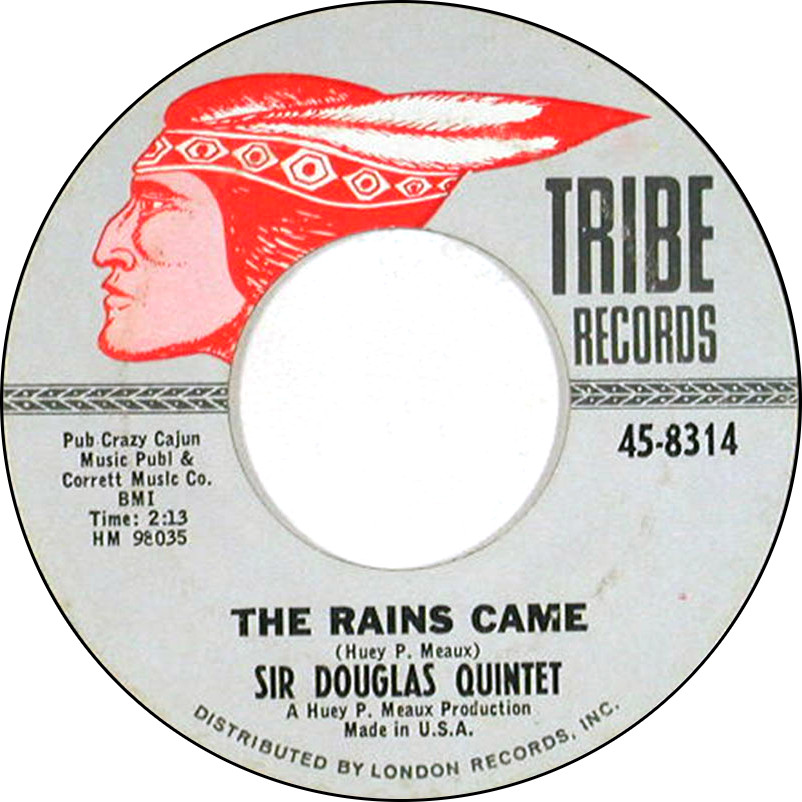 TRIBE
RECORDS
45-8314
Pub Crazy Cajun
Music Publ &
Corrett Music Co.
BMI
Time: 2:13
HM 98035
THE RAINS CAME
(Huey P. Meaux)
SIR DOUGLAS QUINTET
A Huey P. Meaux Production
Made in U.S.A.
DISTRIBUTED BY LONDON RECORDS, INC.